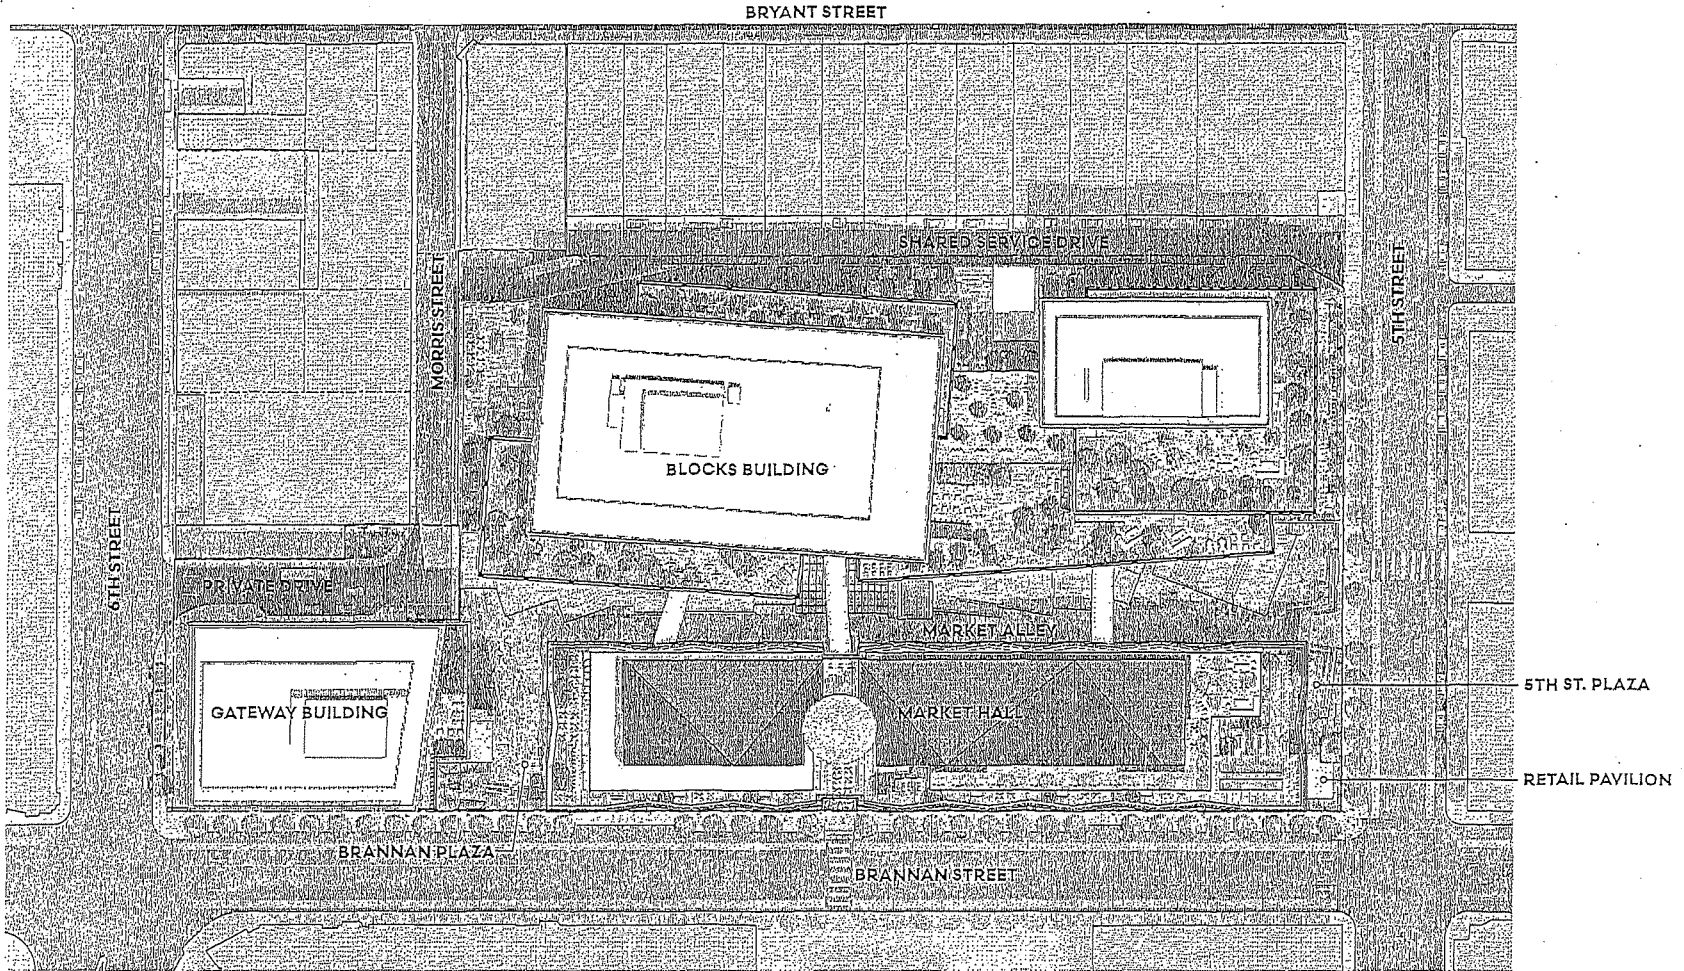 BRYANT STREET
SHARED SERVICE DRIVE
MORRIS STREET
5TH STREET
BLOCKS BUILDING
6TH STREET
PRIVATE DRIVE
MARKET ALLEY
5TH ST. PLAZA
GATEWAY BUILDING
MARKET HALL
RETAIL PAVILION
BRANNAN PLAZA
BRANNAN STREET